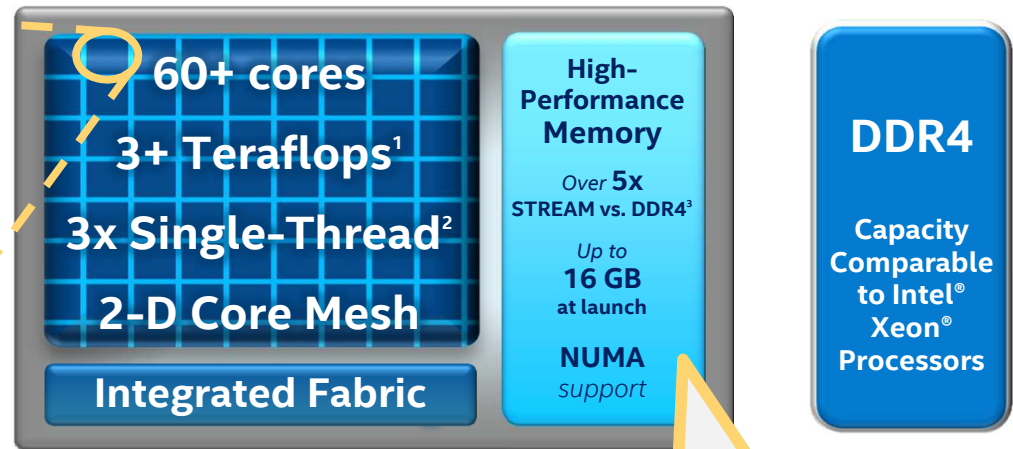 60+ cores
3+ Teraflops¹
3x Single-Thread²
2-D Core Mesh
Integrated Fabric
High-
Performance
Memory
Over 5x
STREAM vs. DDR4³
Up to
16 GB
at launch
NUMA
support
DDR4
Capacity
Comparable
to Intel®
Xeon®
Processors